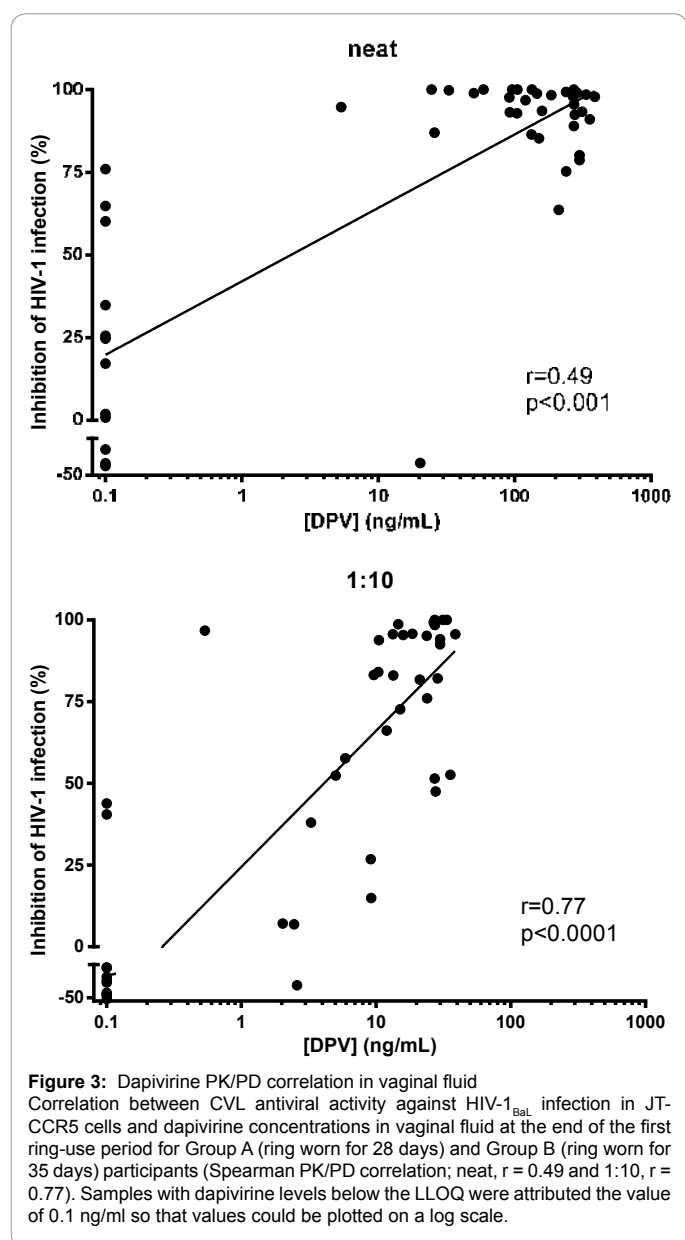 neat
Inhibition of HIV-1 infection (%)
100
75
50
25
0
-50
0.1 1 10 100 1000
[DPV] (ng/mL)
r=0.49
p<0.001
1:10
Inhibition of HIV-1 infection (%)
100
75
50
25
0
-50
0.1 1 10 100 1000
[DPV] (ng/mL)
r=0.77
p<0.0001
Figure 3: Dapivirine PK/PD correlation in vaginal fluid
Correlation between CVL antiviral activity against HIV-1BaL infection in JT-
CCR5 cells and dapivirine concentrations in vaginal fluid at the end of the first
ring-use period for Group A (ring worn for 28 days) and Group B (ring worn for
35 days) participants (Spearman PK/PD correlation; neat, r = 0.49 and 1:10, r =
0.77). Samples with dapivirine levels below the LLOQ were attributed the value
of 0.1 ng/ml so that values could be plotted on a log scale.